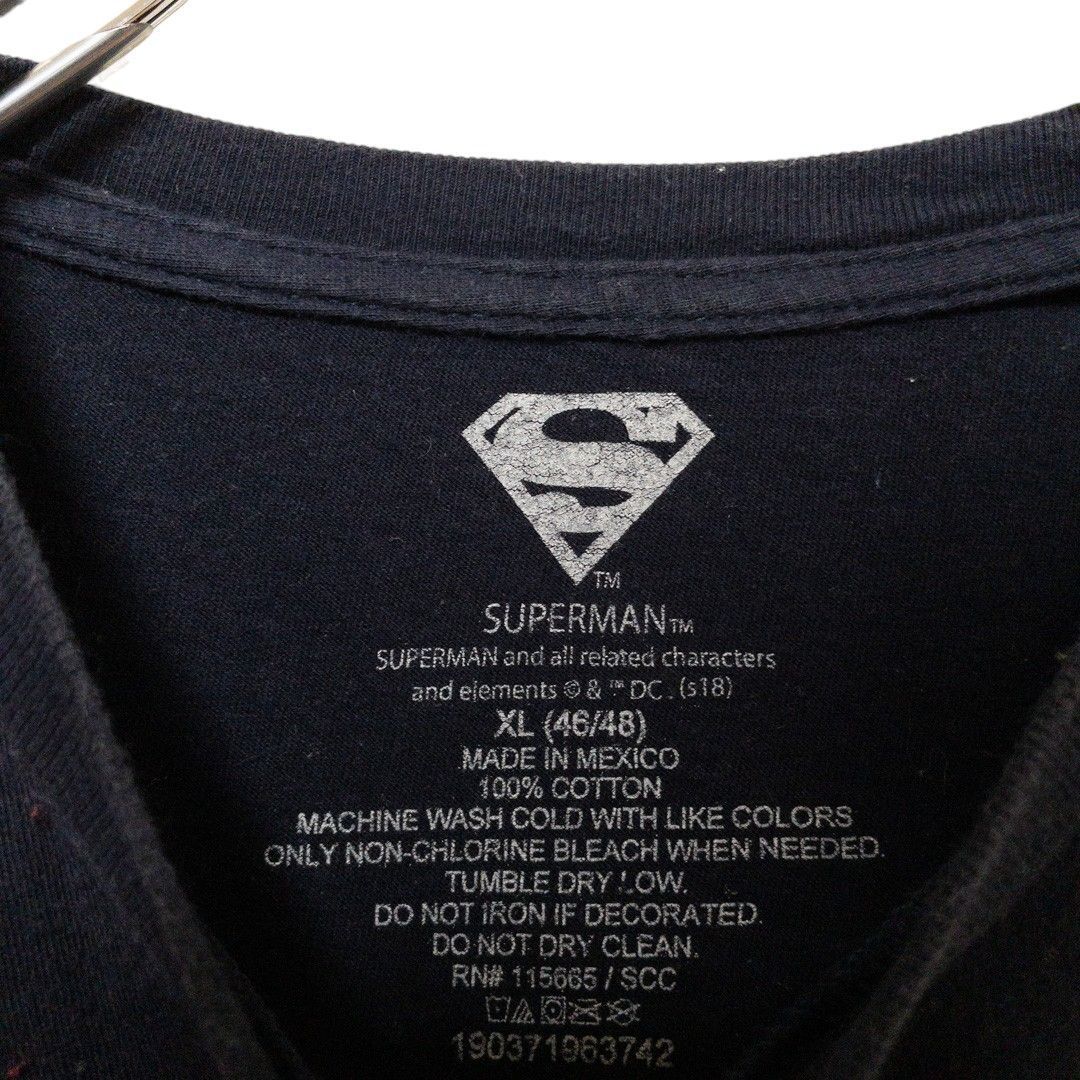 S
TM
SUPERMAN™
SUPERMAN and all related characters
and elements © & ™ DC. (s18)
XL (46/48)
MADE IN MEXICO
100% COTTON
MACHINE WASH COLD WITH LIKE COLORS
ONLY NON-CHLORINE BLEACH WHEN NEEDED.
TUMBLE DRY LOW.
DO NOT IRON IF DECORATED.
DO NOT DRY CLEAN.
RN# 115665 / SCC
190371963742